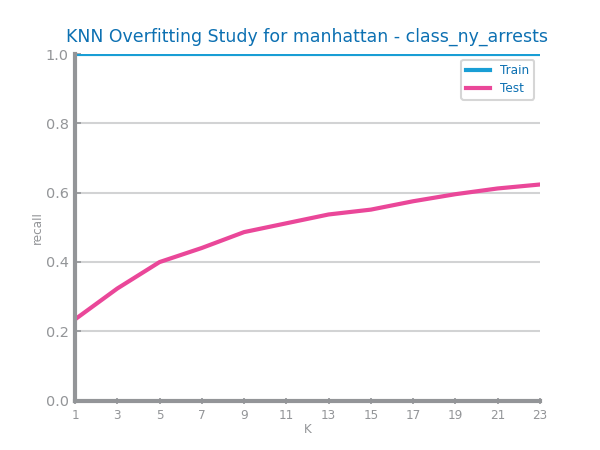 KNN Overfitting Study for manhattan - class_ny_arrests
1.0
Train
Test
0.8
0.6
recall
0.4
0.2
0.0
1 3 5 7 9 11 13 15 17 19 21 23
K